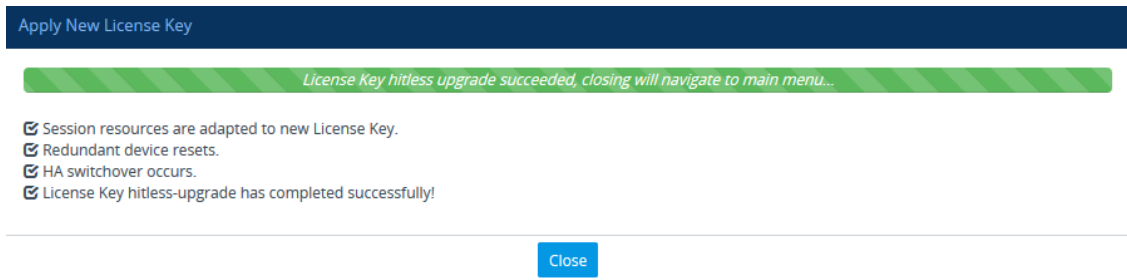 Apply New License Key
License Key hitless upgrade succeeded, closing will navigate to main menu...
Session resources are adapted to new License Key.
Redundant device resets.
HA switchover occurs.
License Key hitless-upgrade has completed successfully!
Close